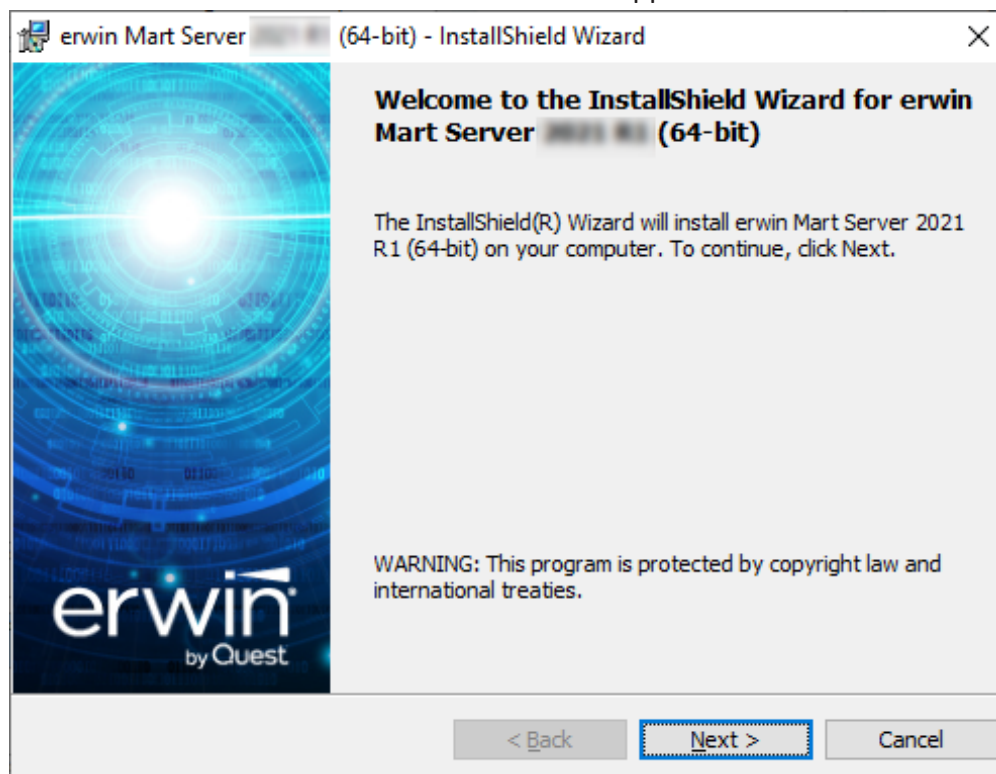 erwin Mart Server (64-bit) - InstallShield Wizard
Welcome to the InstallShield Wizard for erwin
Mart Server (64-bit)
The InstallShield(R) Wizard will install erwin Mart Server 2021
R1 (64-bit) on your computer. To continue, click Next.
WARNING: This program is protected by copyright law and
international treaties.
erwin
by Quest
< Back Next > Cancel